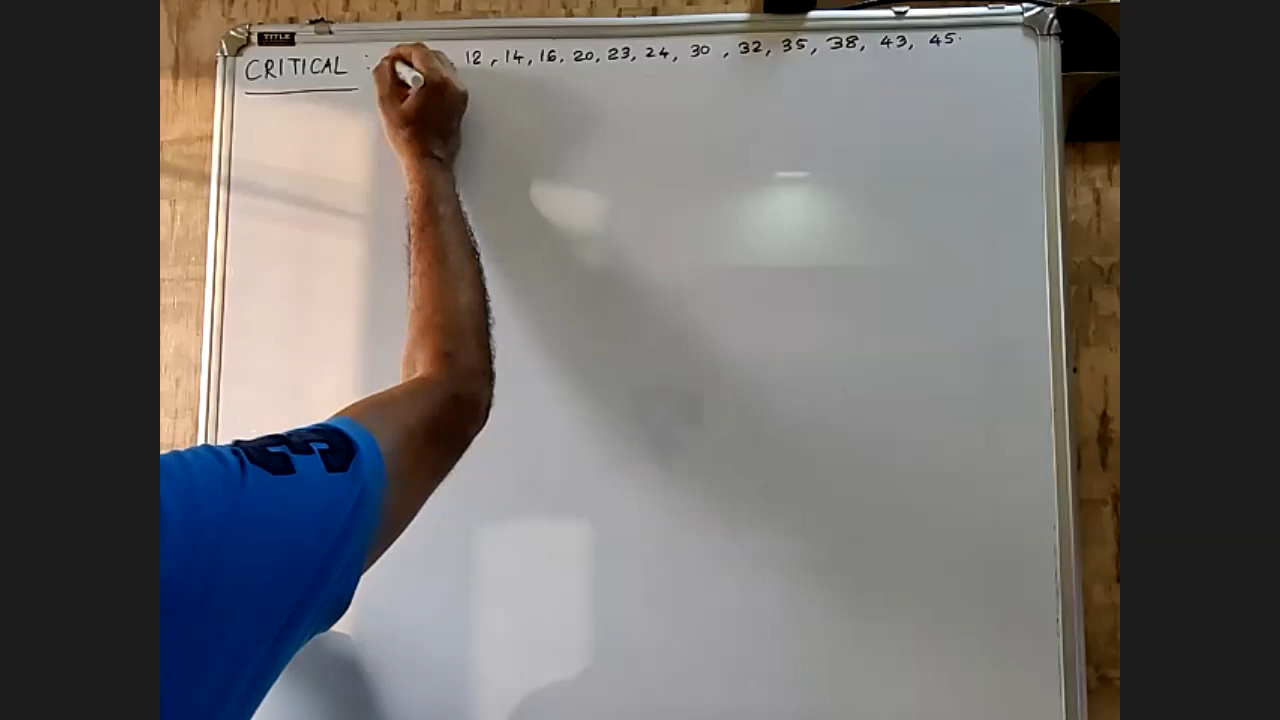 TITLE
CRITICAL : , 12, 14, 16, 20, 23, 24, 30, 32, 35, 38, 43, 45.